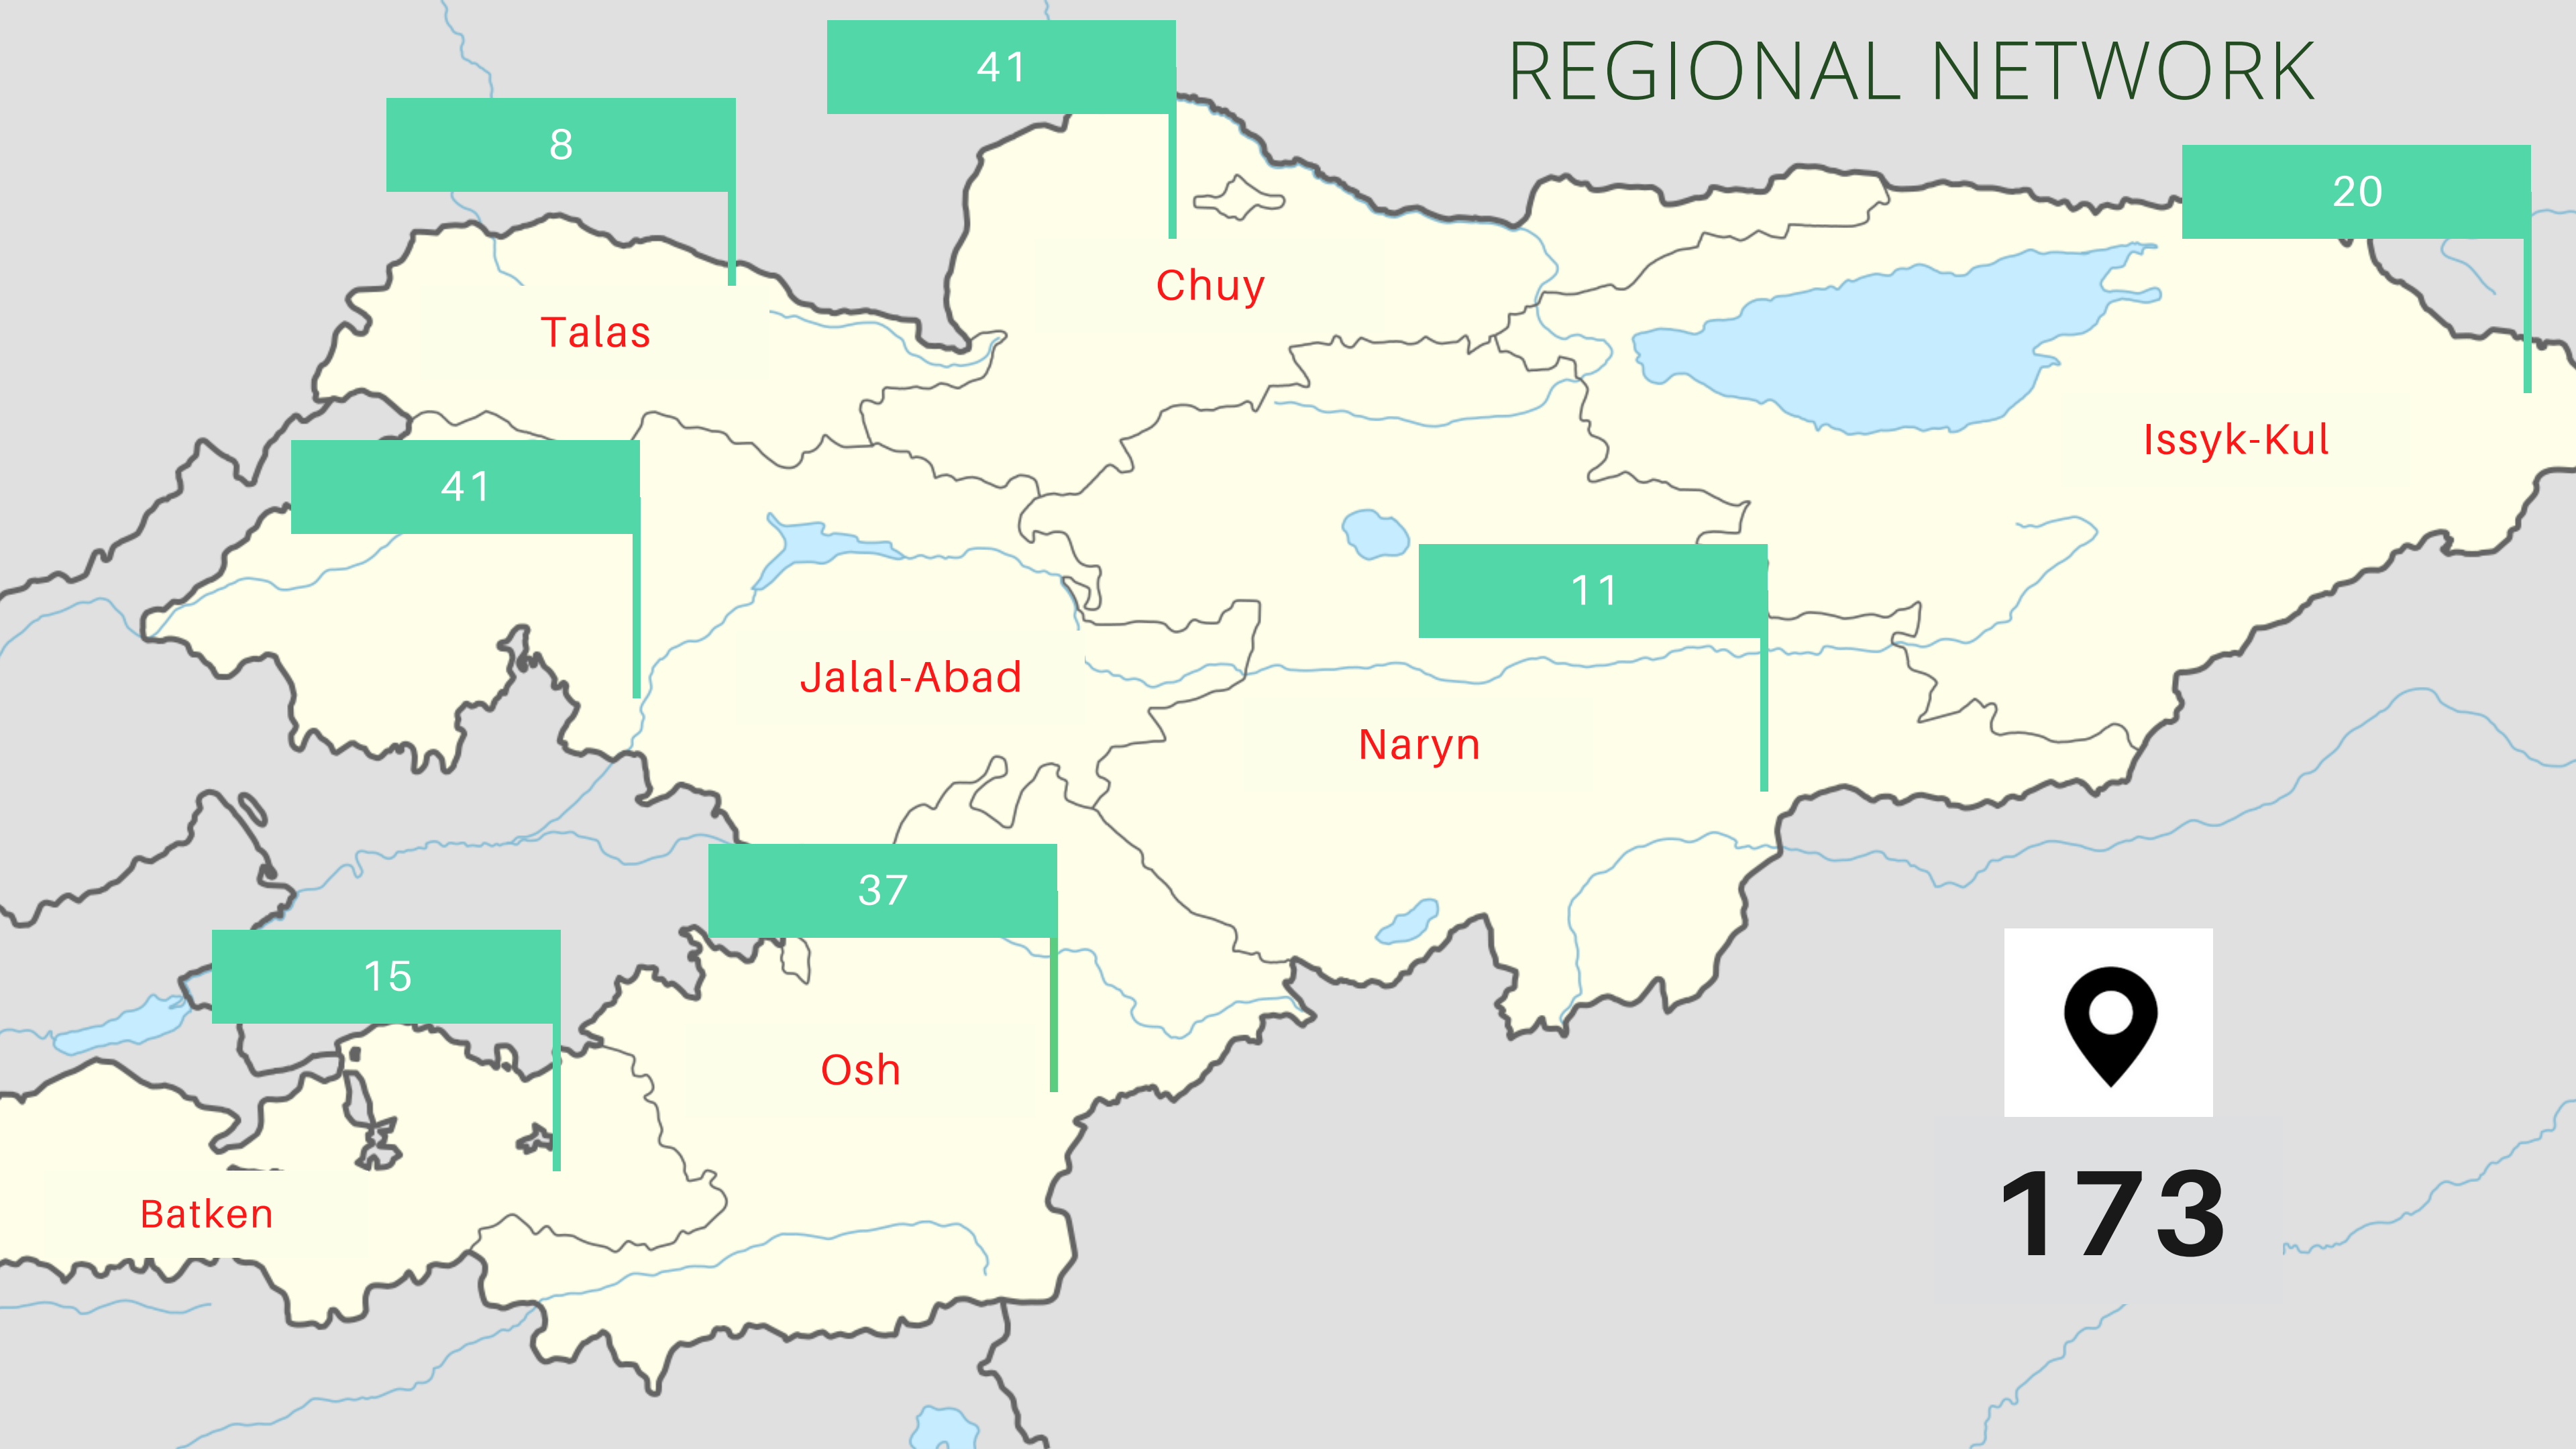 REGIONAL NETWORK
41
8
20
Chuy
Talas
Issyk-Kul
41
11
Jalal-Abad
Naryn
37
15
Osh
173
Batken